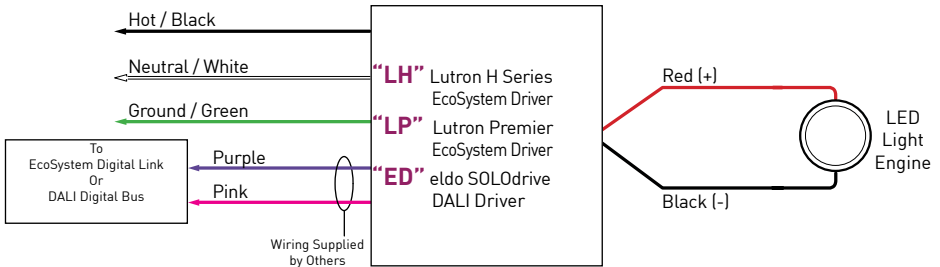 Hot / Black
Neutral / White
Ground / Green
To
EcoSystem Digital Link
Or
DALI Digital Bus
Purple
Pink
Wiring Supplied
by Others
“LH” Lutron H Series
EcoSystem Driver
“LP” Lutron Premier
EcoSystem Driver
“ED” eldo SOLOdrive
DALI Driver
Red (+)
Black (-)
LED
Light
Engine